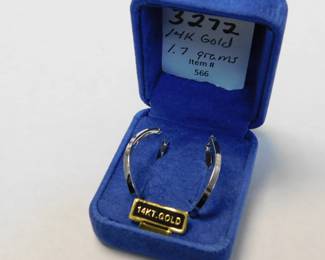 3272
14K Gold
1.7 grams
Item #
566
14KT. GOLD